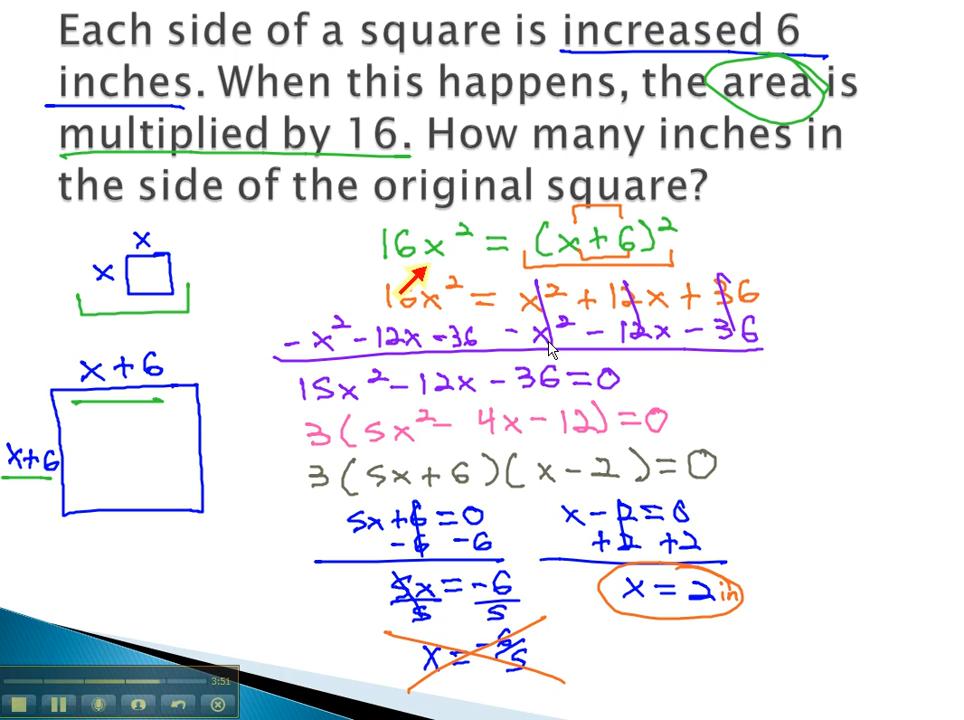 Each side of a square is increased 6
inches. When this happens, the area is
multiplied by 16. How many inches in
the side of the original square?
16x² = (x+6)²
x
x
16x² = x² + 12x + 36
-x² - 12x - 36 - x² - 12x - 36
x+6
15x² - 12x - 36 = 0
3(5x² - 4x - 12) = 0
x+6
3(5x+6)(x-2) = 0
5x+6 = 0 x-2 = 0
-6 -6 +2 +2
5x = -6 x = 2 in
5 5
x = -6/5
3:51